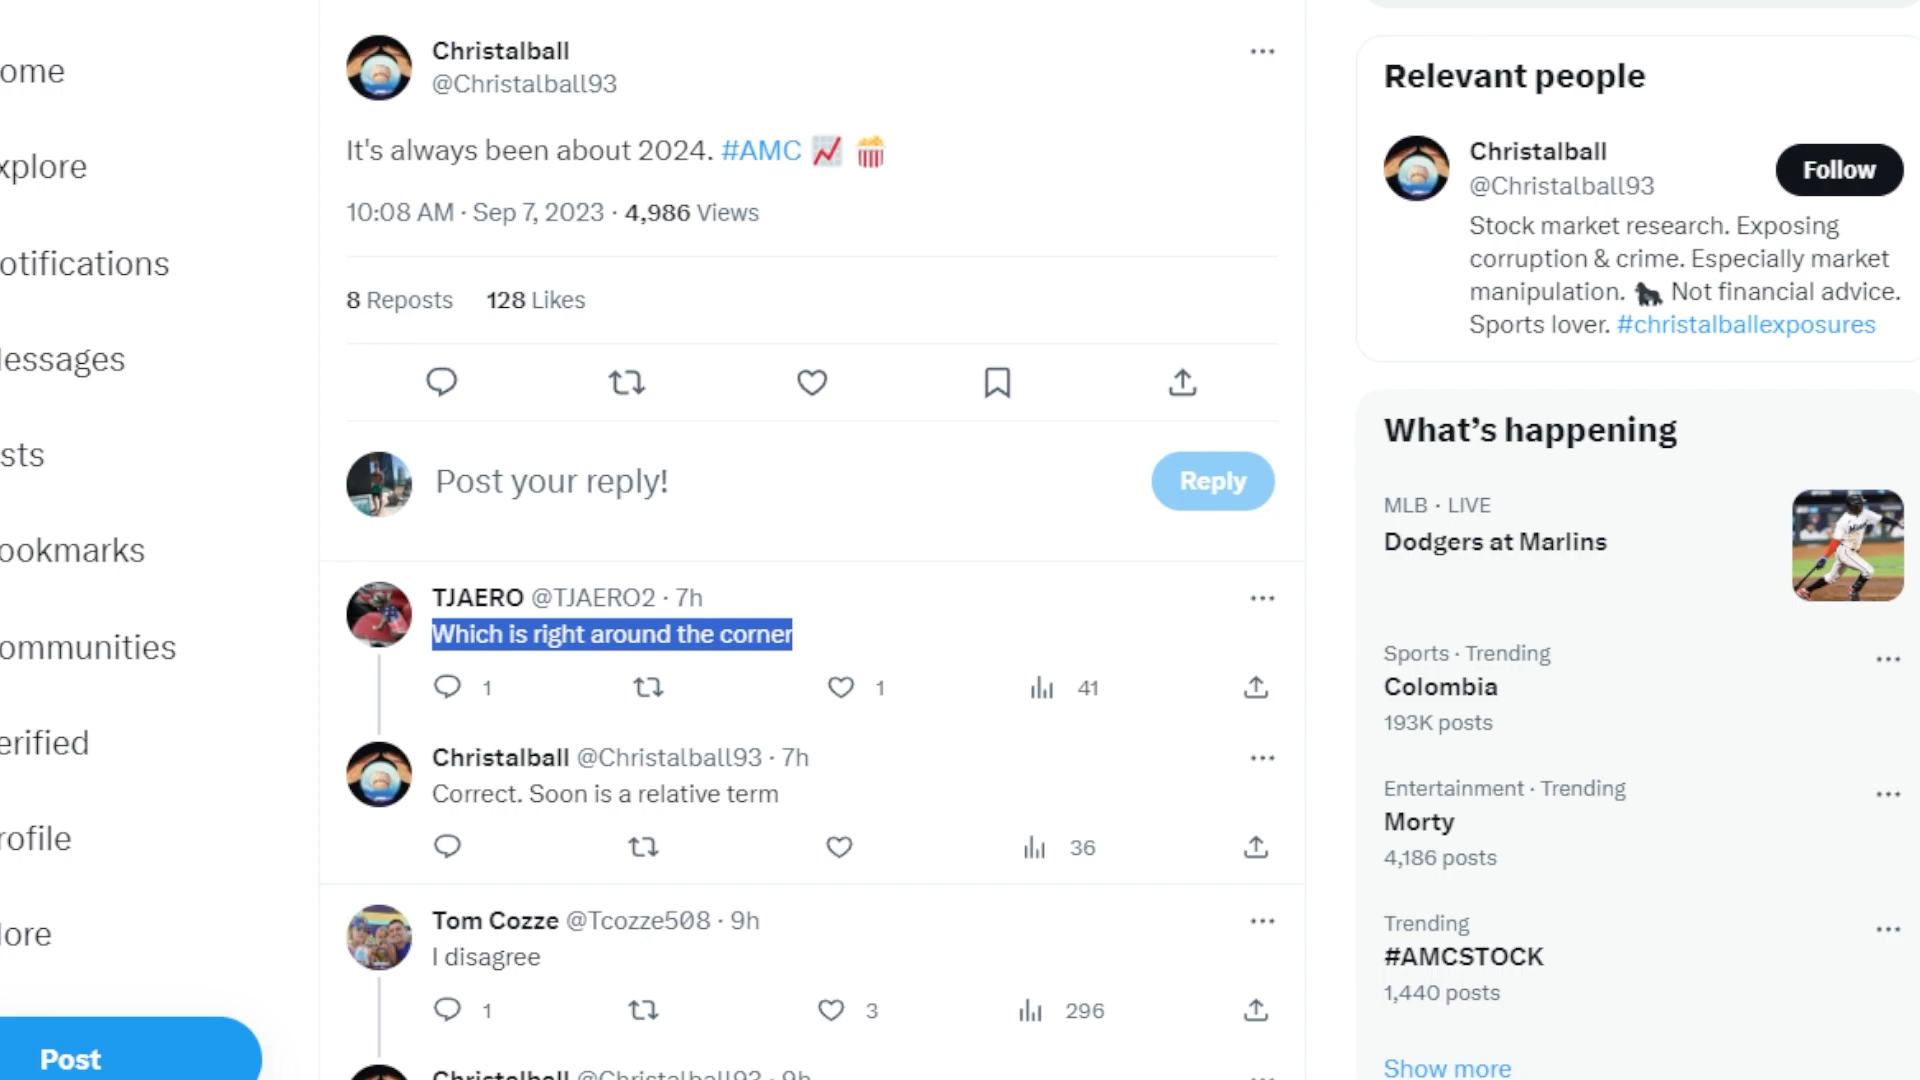 ome
xplore
otifications
essages
sts
ookmarks
ommunities
erified
rofile
ore
Post
Christalball
@Christalball93
It's always been about 2024. #AMC 📈 🍿
10:08 AM · Sep 7, 2023 · 4,986 Views
8 Reposts 128 Likes
Post your reply!
Reply
TJAERO @TJAERO2 · 7h
Which is right around the corner
1 1 41
Christalball @Christalball93 · 7h
Correct. Soon is a relative term
36
Tom Cozze @Tcozze508 · 9h
I disagree
1 3 296
Christalball @Christalball93 · 9h
Relevant people
Christalball
@Christalball93
Follow
Stock market research. Exposing
corruption & crime. Especially market
manipulation. 🦍 Not financial advice.
Sports lover. #christalballexposures
What's happening
MLB · LIVE
Dodgers at Marlins
Sports · Trending
Colombia
193K posts
Entertainment · Trending
Morty
4,186 posts
Trending
#AMCSTOCK
1,440 posts
Show more